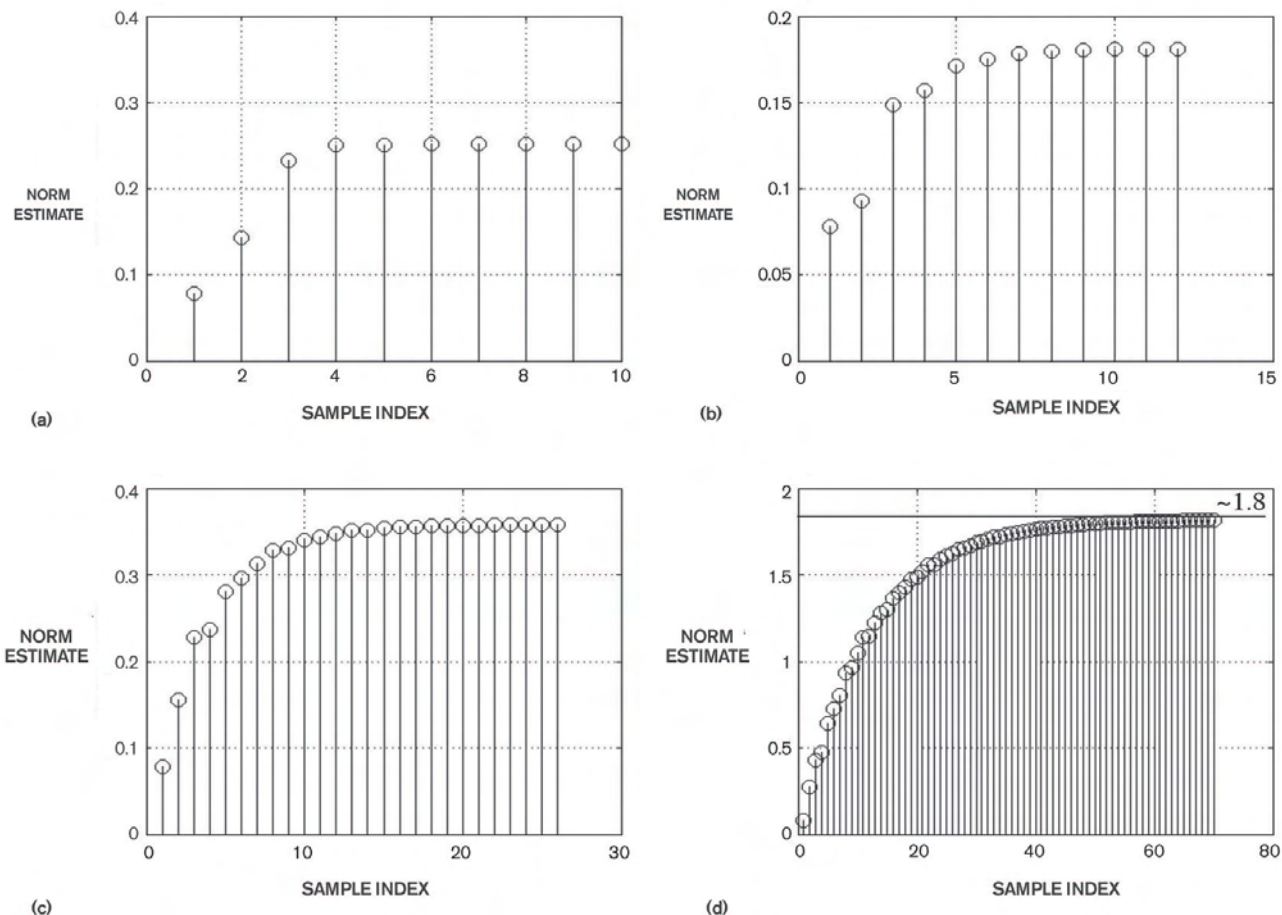 0.4
0.3
0.2
0.1
0
NORM
ESTIMATE
0 2 4 6 8 10
SAMPLE INDEX
(a)
0.2
0.15
0.1
0.05
0
NORM
ESTIMATE
0 5 10 15
SAMPLE INDEX
(b)
0.4
0.3
0.2
0.1
0
NORM
ESTIMATE
0 10 20 30
SAMPLE INDEX
(c)
2
~1.8
1.5
1
0.5
0
NORM
ESTIMATE
0 20 40 60 80
SAMPLE INDEX
(d)